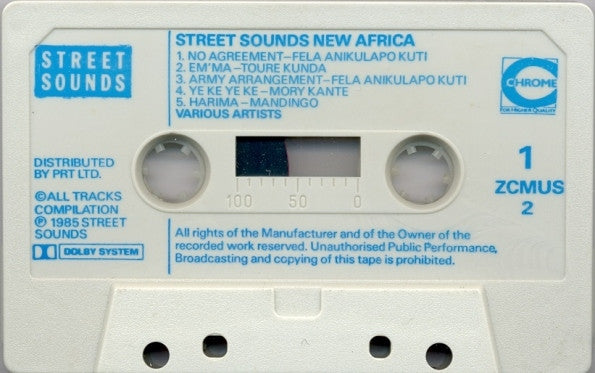 STREET
SOUNDS
STREET SOUNDS NEW AFRICA
1. NO AGREEMENT–FELA ANIKULAPO KUTI
2. EM'MA–TOURE KUNDA
3. ARMY ARRANGEMENT–FELA ANIKULAPO KUTI
4. YE KE YE KE–MORY KANTE
5. HARIMA–MANDINGO
VARIOUS ARTISTS
CHROME
FOR HIGHER QUALITY
DISTRIBUTED
BY PRT LTD.
©ALL TRACKS
COMPILATION
℗ 1985 STREET
SOUNDS
DOLBY SYSTEM
100 50 0
1
ZCMUS
2
All rights of the Manufacturer and of the Owner of the
recorded work reserved. Unauthorised Public Performance,
Broadcasting and copying of this tape is prohibited.